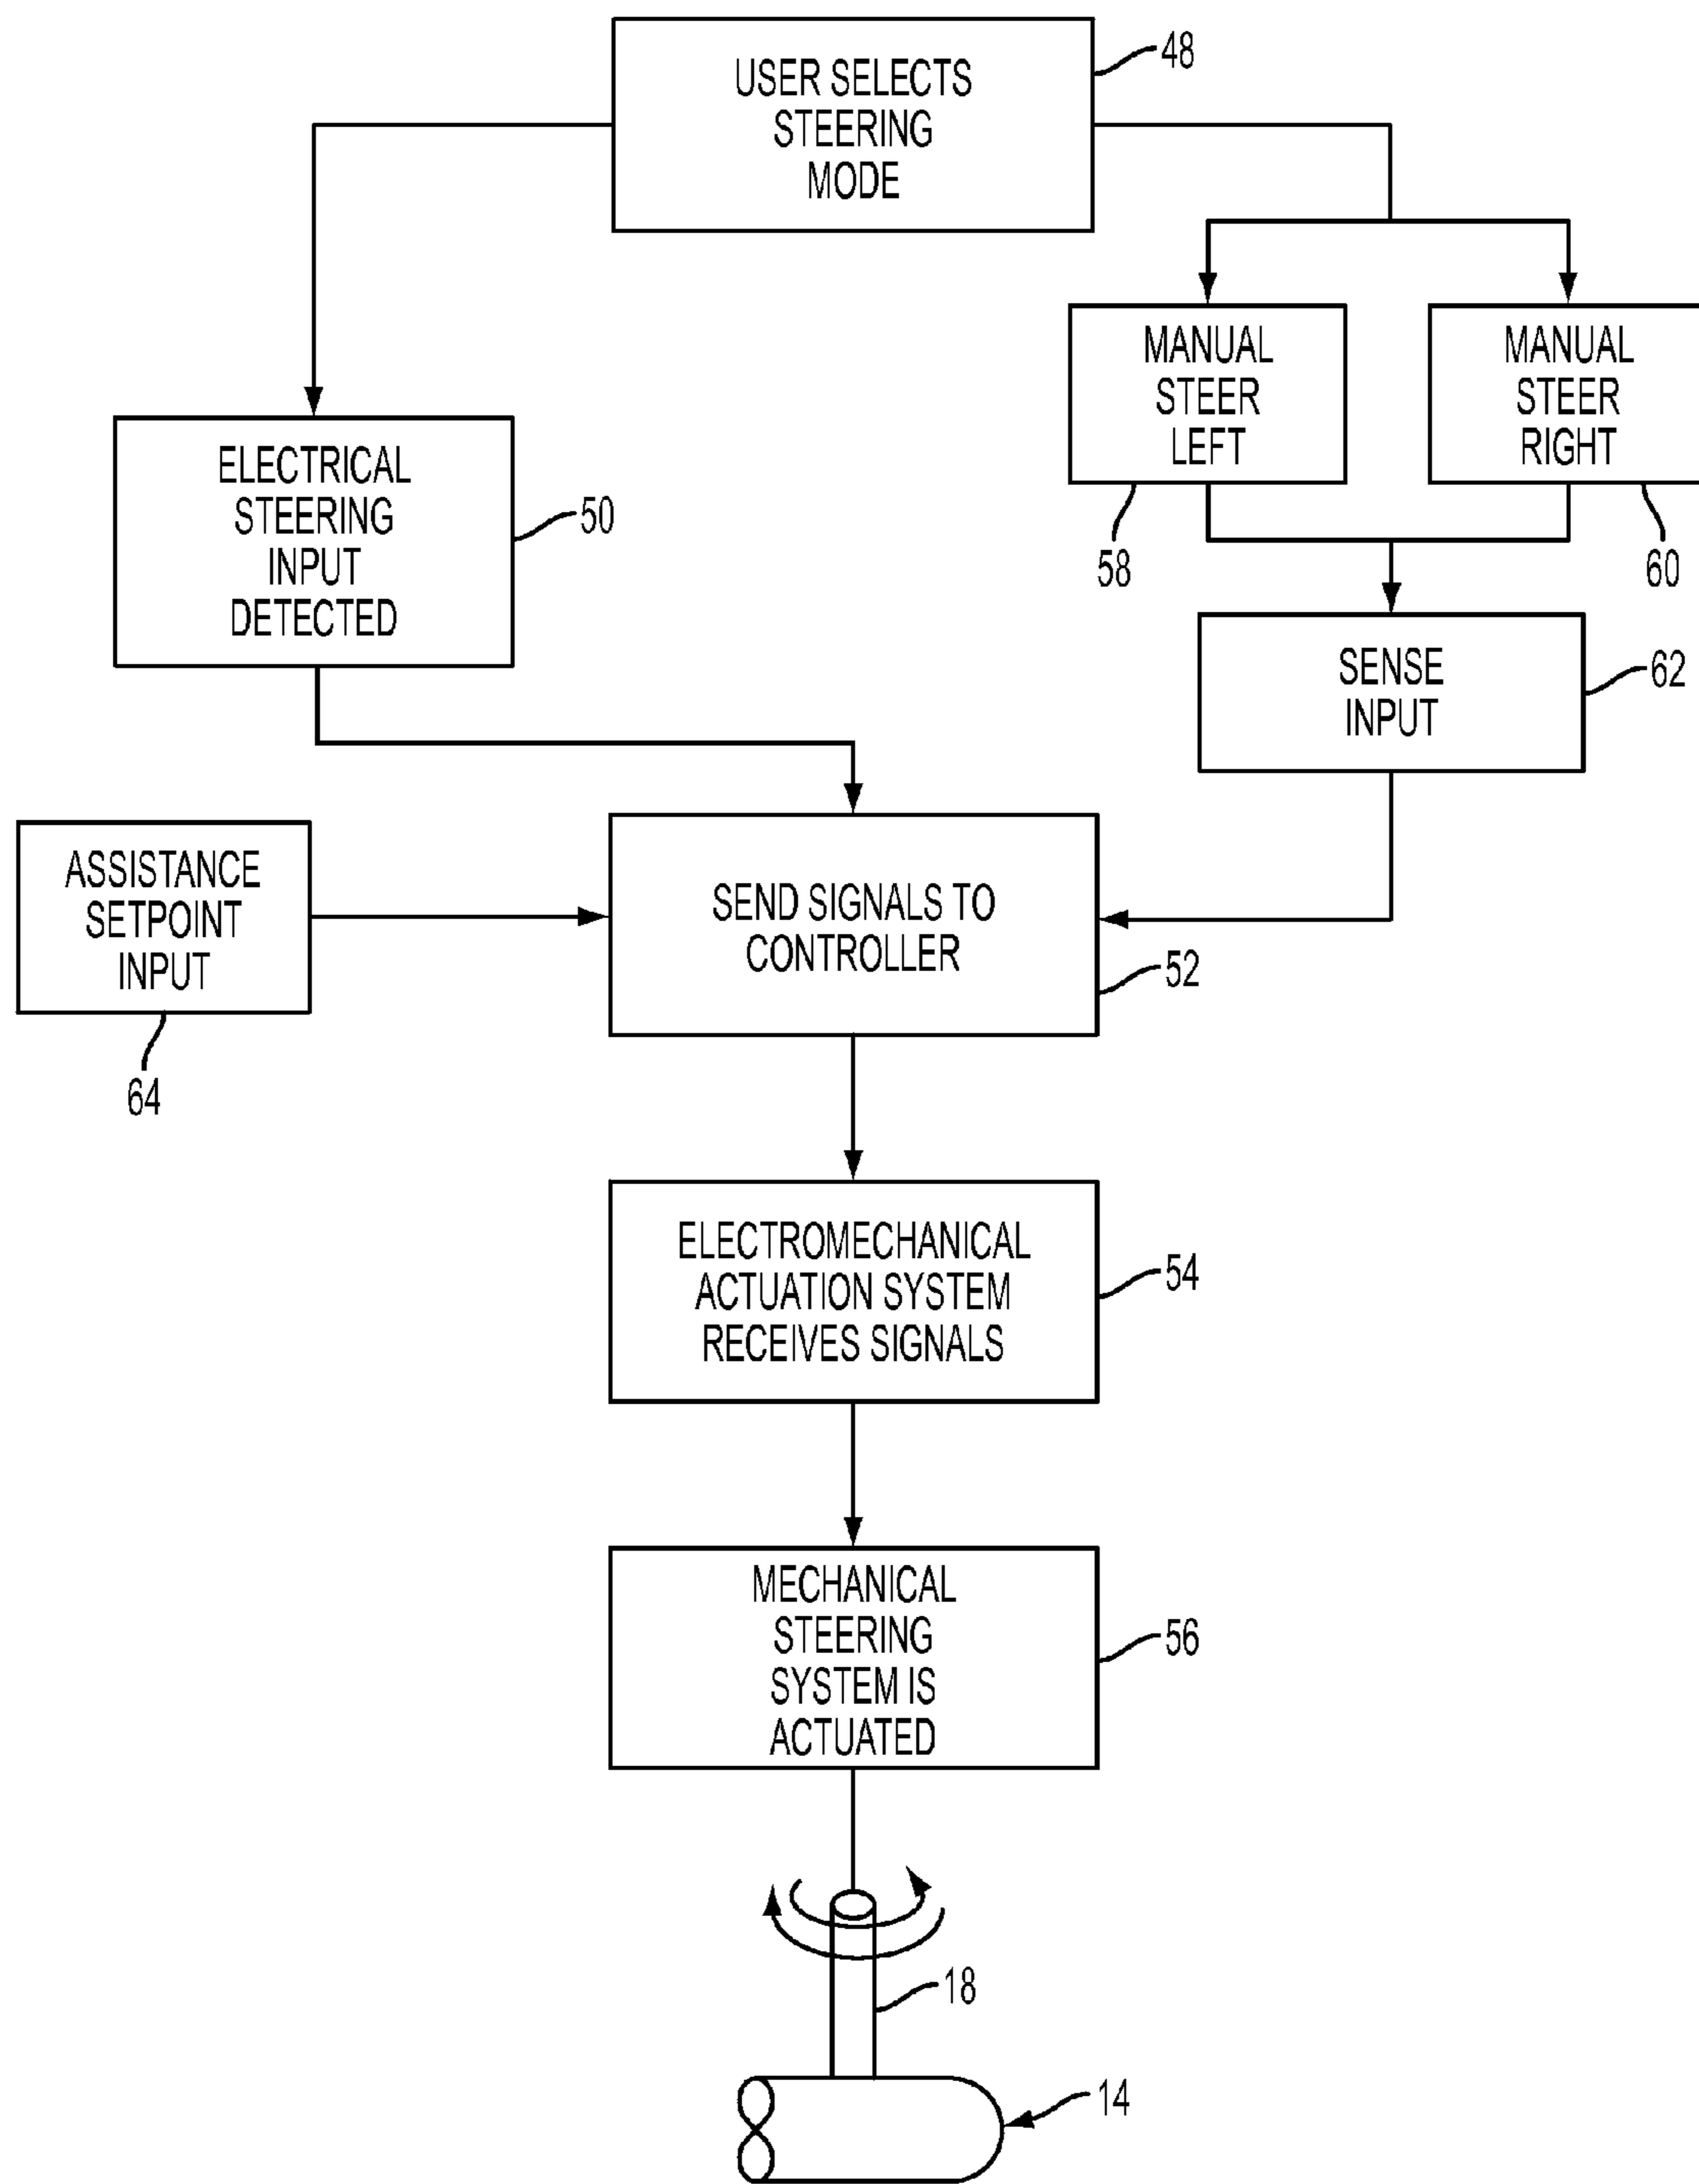 USER SELECTS
STEERING
MODE
48
MANUAL
STEER
LEFT
58
MANUAL
STEER
RIGHT
60
ELECTRICAL
STEERING
INPUT
DETECTED
50
SENSE
INPUT
62
ASSISTANCE
SETPOINT
INPUT
64
SEND SIGNALS TO
CONTROLLER
52
ELECTROMECHANICAL
ACTUATION SYSTEM
RECEIVES SIGNALS
54
MECHANICAL
STEERING
SYSTEM IS
ACTUATED
56
18
14